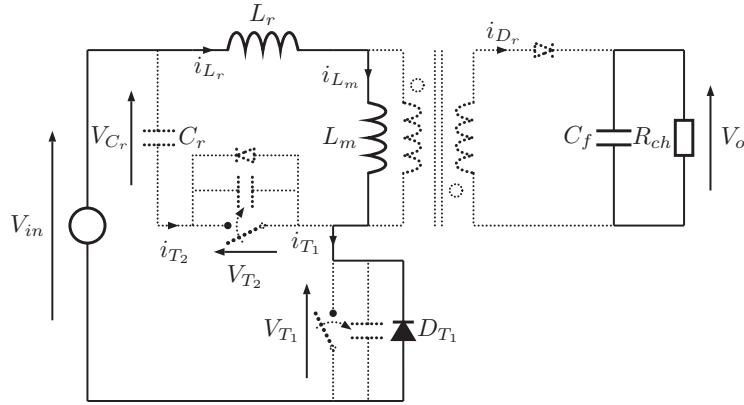 L_r
i_{D_r}
i_{L_r}
i_{L_m}
V_{C_r}
C_r
L_m
C_f
R_{ch}
V_o
V_{in}
i_{T_2}
i_{T_1}
V_{T_2}
V_{T_1}
D_{T_1}